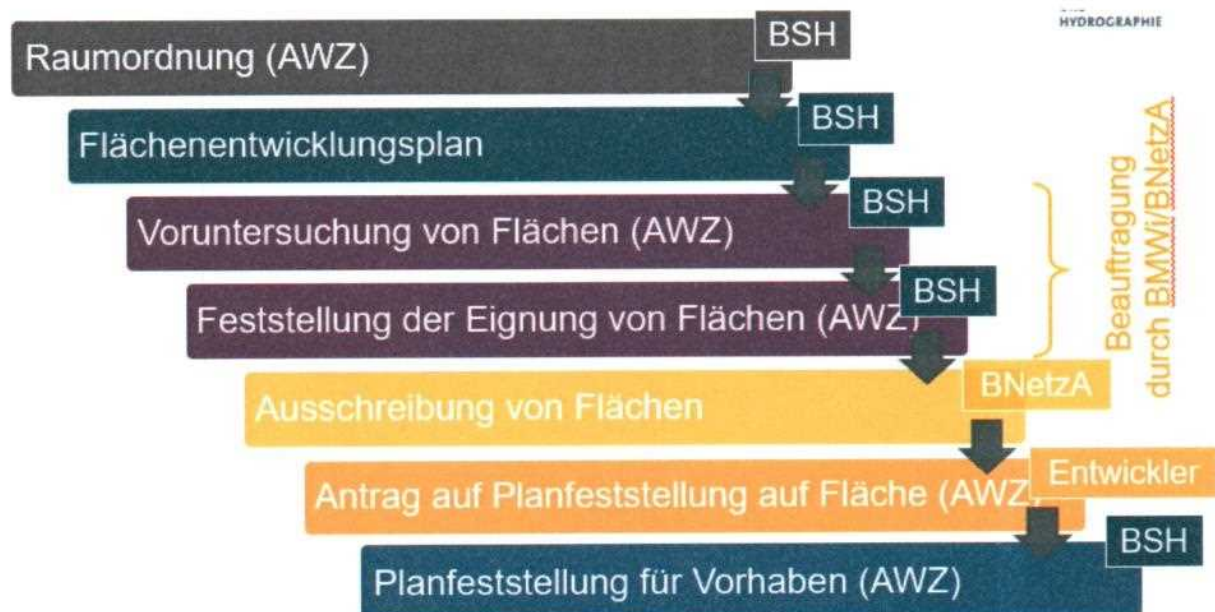 HYDROGRAPHIE
BSH
Raumordnung (AWZ)
BSH
Flächenentwicklungsplan
BSH
Voruntersuchung von Flächen (AWZ)
BSH
Feststellung der Eignung von Flächen (AWZ)
Beauftragung
durch BMWi/BNetzA
BNetzA
Ausschreibung von Flächen
Entwickler
Antrag auf Planfeststellung auf Fläche (AWZ)
BSH
Planfeststellung für Vorhaben (AWZ)